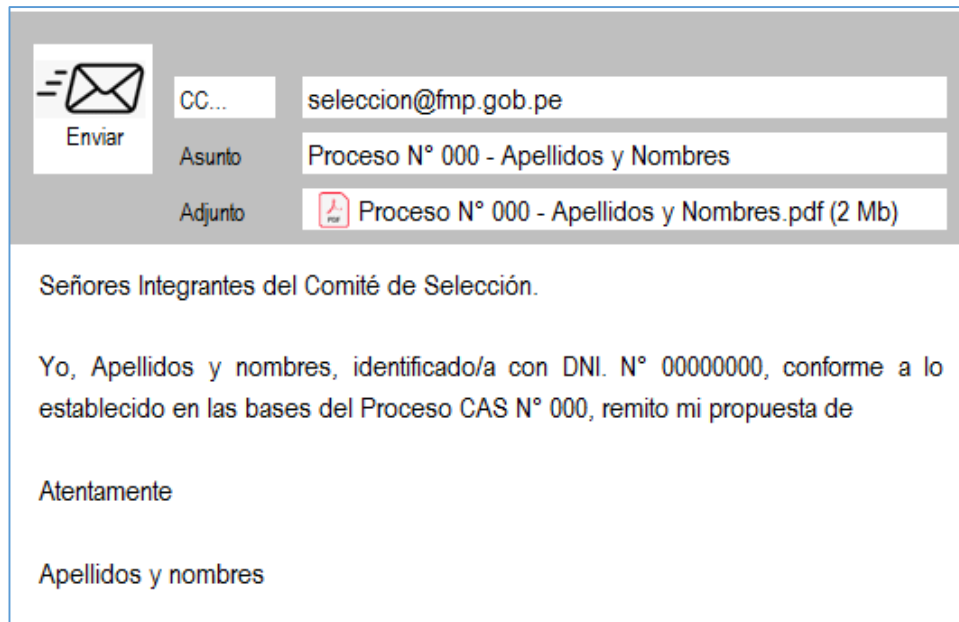 Enviar
CC...
seleccion@fmp.gob.pe
Asunto
Proceso N° 000 - Apellidos y Nombres
Adjunto
PDF
Proceso N° 000 - Apellidos y Nombres.pdf (2 Mb)
Señores Integrantes del Comité de Selección.
Yo, Apellidos y nombres, identificado/a con DNI. N° 00000000, conforme a lo
establecido en las bases del Proceso CAS N° 000, remito mi propuesta de
Atentamente
Apellidos y nombres